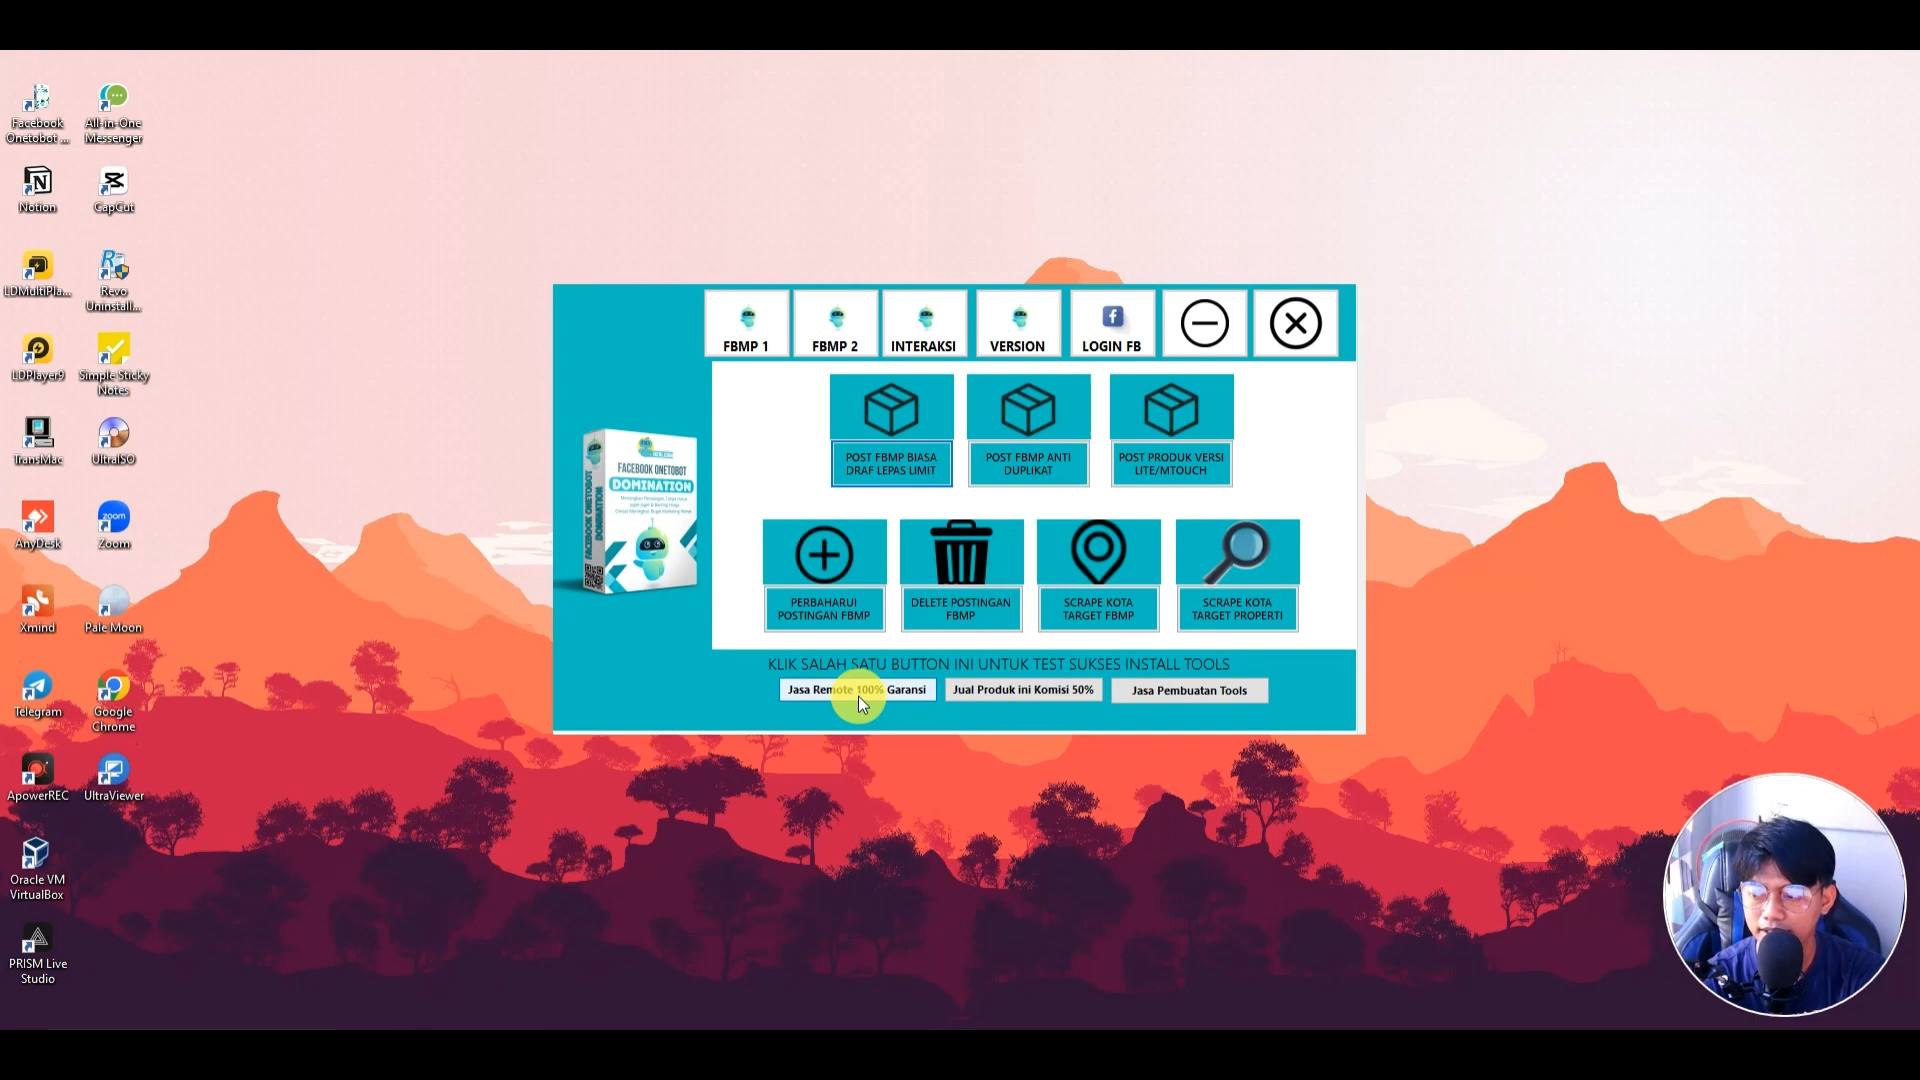 Facebook
Onetobot ...
All-in-One
Messenger
Notion
CapCut
LDMultiPla...
Revo
Uninstall...
LDPlayer9
Simple Sticky
Notes
TransMac
UltraISO
AnyDesk
zoom
Zoom
Xmind
Pale Moon
Telegram
Google
Chrome
ApowerREC
UltraViewer
Oracle VM
VirtualBox
PRISM Live
Studio
FBMP 1
FBMP 2
INTERAKSI
VERSION
LOGIN FB
POST FBMP BIASA
DRAF LEPAS LIMIT
POST FBMP ANTI
DUPLIKAT
POST PRODUK VERSI
LITE/MTOUCH
FACEBOOK ONETOBOT
DOMINATION
FACEBOOK ONETOBOT
DOMINATION
PERBAHARUI
POSTINGAN FBMP
DELETE POSTINGAN
FBMP
SCRAPE KOTA
TARGET FBMP
SCRAPE KOTA
TARGET PROPERTI
KLIK SALAH SATU BUTTON INI UNTUK TEST SUKSES INSTALL TOOLS
Jasa Remote 100% Garansi
Jual Produk ini Komisi 50%
Jasa Pembuatan Tools